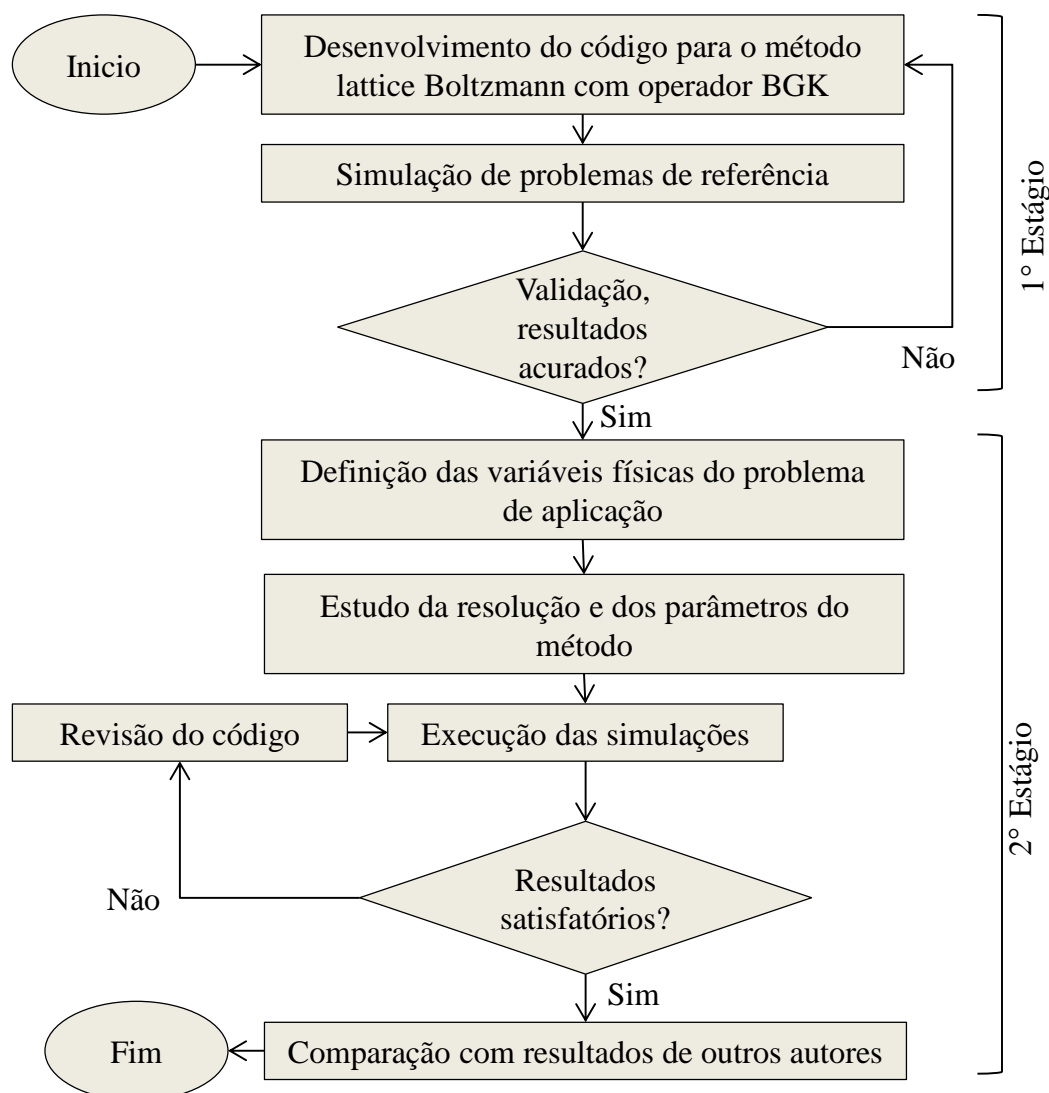 Inicio
Desenvolvimento do código para o método
lattice Boltzmann com operador BGK
Simulação de problemas de referência
Validação,
resultados
acurados?
Não
Sim
1° Estágio
Definição das variáveis físicas do problema
de aplicação
Estudo da resolução e dos parâmetros do
método
Revisão do código
Execução das simulações
Resultados
satisfatórios?
Não
Sim
2° Estágio
Comparação com resultados de outros autores
Fim